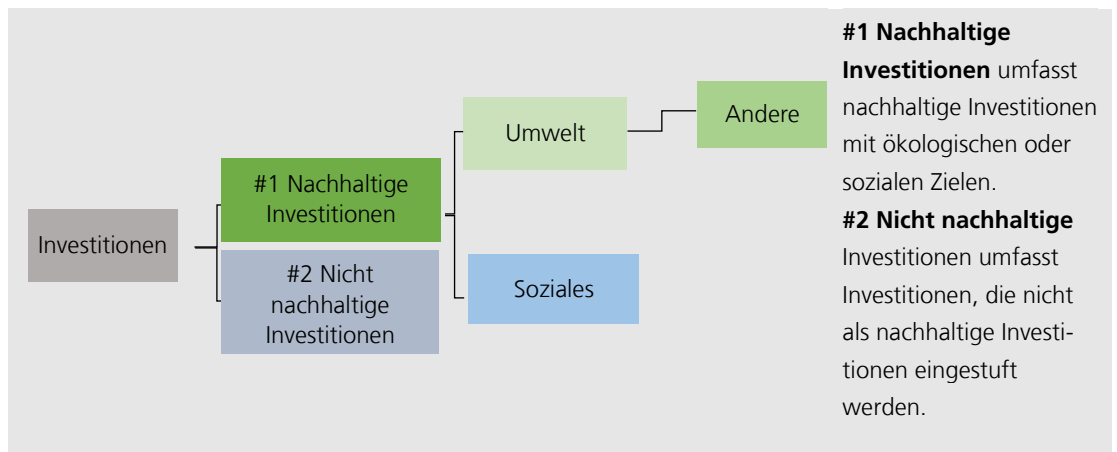 Investitionen
#1 Nachhaltige
Investitionen
#2 Nicht
nachhaltige
Investitionen
Umwelt
Soziales
Andere
#1 Nachhaltige
Investitionen umfasst
nachhaltige Investitionen
mit ökologischen oder
sozialen Zielen.
#2 Nicht nachhaltige
Investitionen umfasst
Investitionen, die nicht
als nachhaltige Investi-
tionen eingestuft
werden.